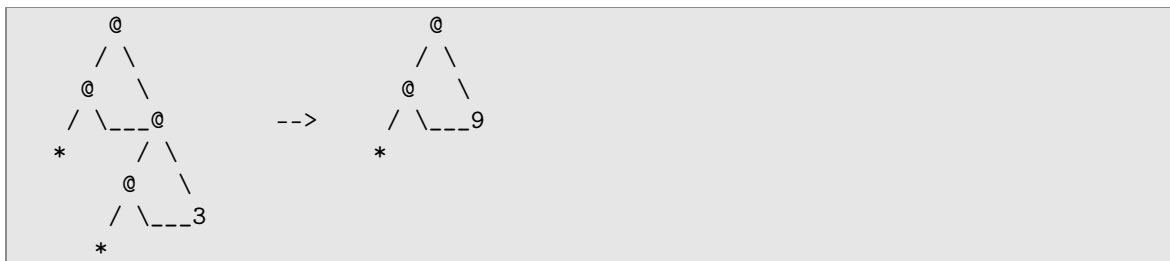 @                                 @
     / \                               / \
    @   \                             @   \
   / \___@            -->            / \___9
  *     / \                         *
       @   \
      / \___3
     *